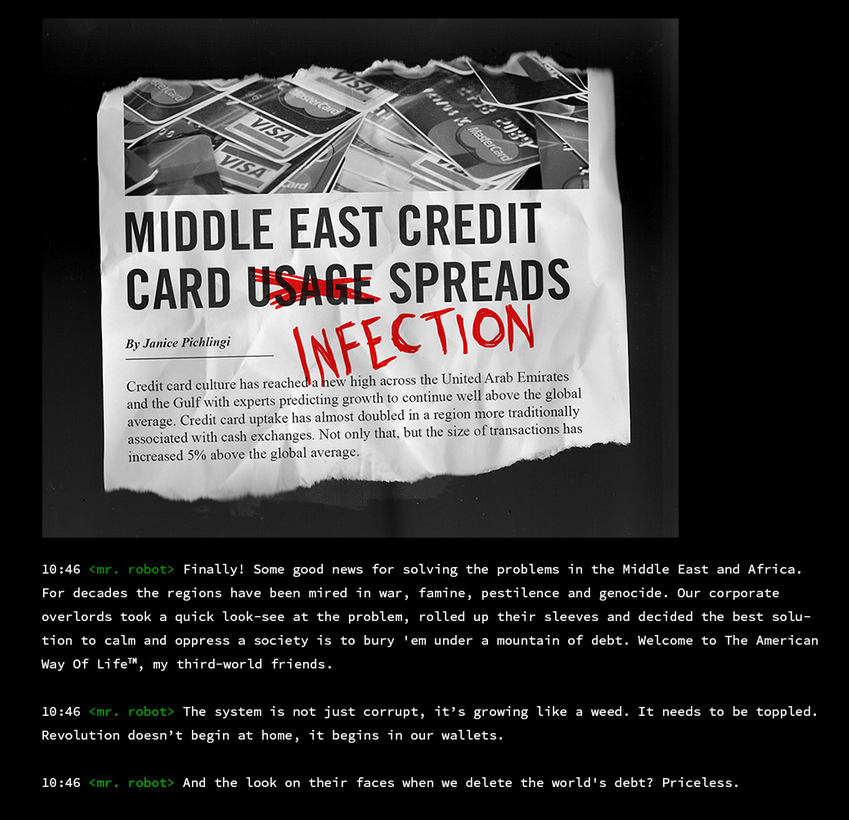 VISA
MasterCard
VISA
MasterCard
VISA
MasterCard
Card
MIDDLE EAST CREDIT
CARD USAGE SPREADS
INFECTION
By Janice Pichlingi
Credit card culture has reached a new high across the United Arab Emirates
and the Gulf with experts predicting growth to continue well above the global
average. Credit card uptake has almost doubled in a region more traditionally
associated with cash exchanges. Not only that, but the size of transactions has
increased 5% above the global average.
10:46 <mr. robot> Finally! Some good news for solving the problems in the Middle East and Africa.
For decades the regions have been mired in war, famine, pestilence and genocide. Our corporate
overlords took a quick look-see at the problem, rolled up their sleeves and decided the best solu-
tion to calm and oppress a society is to bury 'em under a mountain of debt. Welcome to The American
Way Of Life™, my third-world friends.
10:46 <mr. robot> The system is not just corrupt, it’s growing like a weed. It needs to be toppled.
Revolution doesn’t begin at home, it begins in our wallets.
10:46 <mr. robot> And the look on their faces when we delete the world's debt? Priceless.